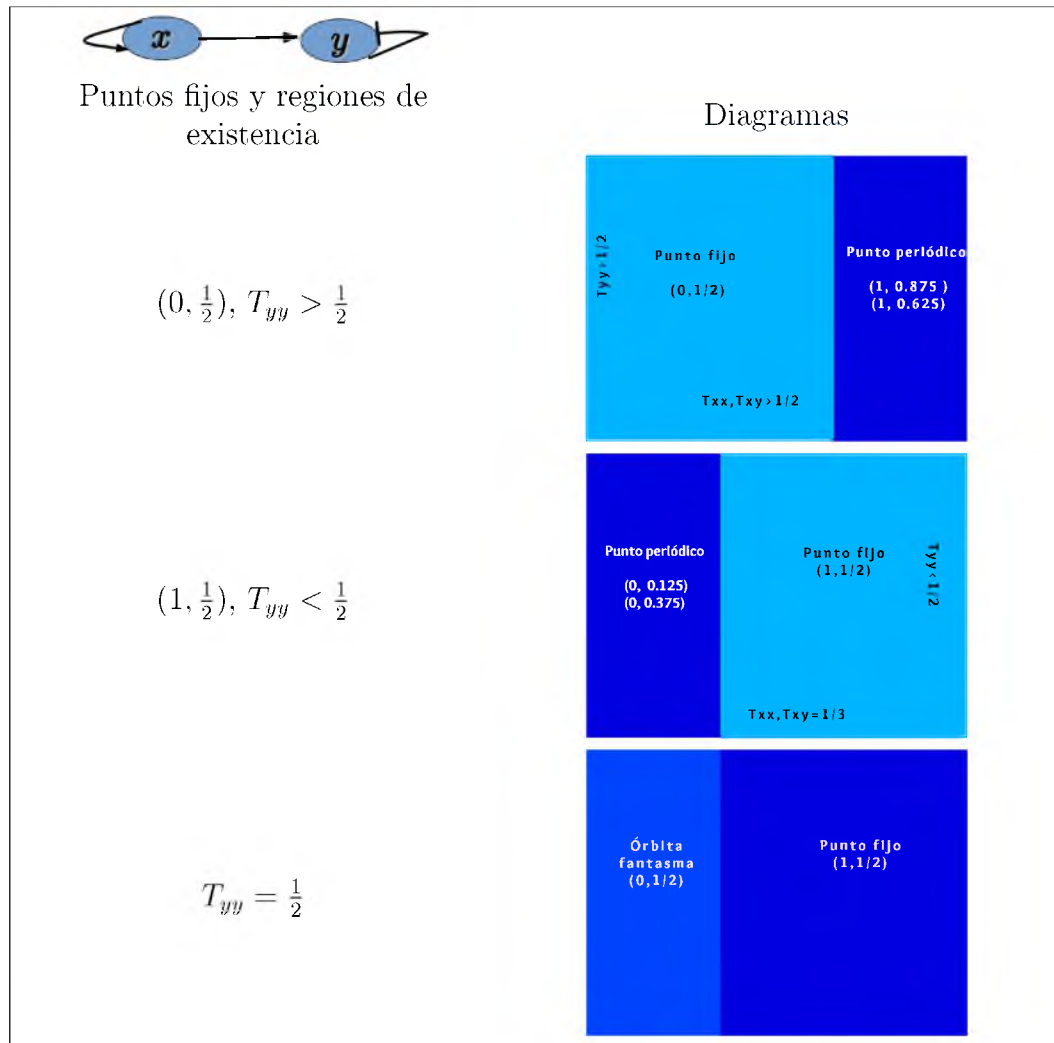 x y
Puntos fijos y regiones de
existencia
Diagramas
(0, 1/2), Tyy > 1/2
Tyy > 1/2
Punto fijo
(0,1/2)
Txx,Txy > 1/2
Punto periódico
(1, 0.875 )
(1, 0.625)
(1, 1/2), Tyy < 1/2
Punto periódico
(0, 0.125)
(0, 0.375)
Punto fijo
(1,1/2)
Tyy < 1/2
Txx,Txy=1/3
Tyy = 1/2
Órbita
fantasma
(0,1/2)
Punto fijo
(1,1/2)